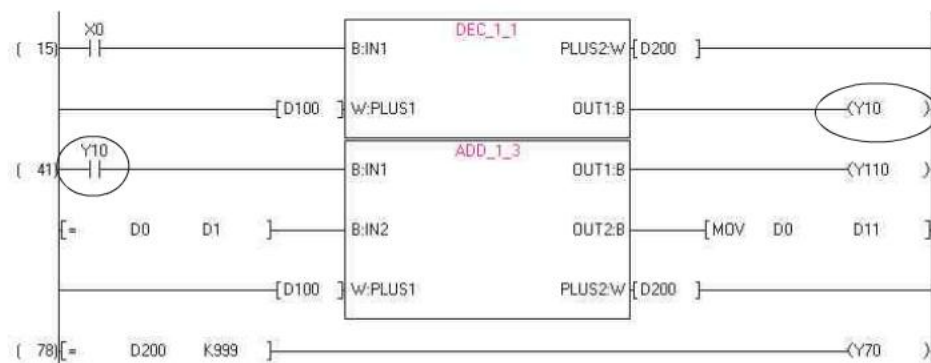 X0
DEC_1_1
( 15) B:IN1 PLUS2:W [D200 ]
[D100 ] W:PLUS1 OUT1:B (Y10 )
Y10
ADD_1_3
( 41) B:IN1 OUT1:B (Y110 )
[= D0 D1 ] B:IN2 OUT2:B [MOV D0 D11 ]
[D100 ] W:PLUS1 PLUS2:W [D200 ]
( 78) [= D200 K999 ] (Y70 )